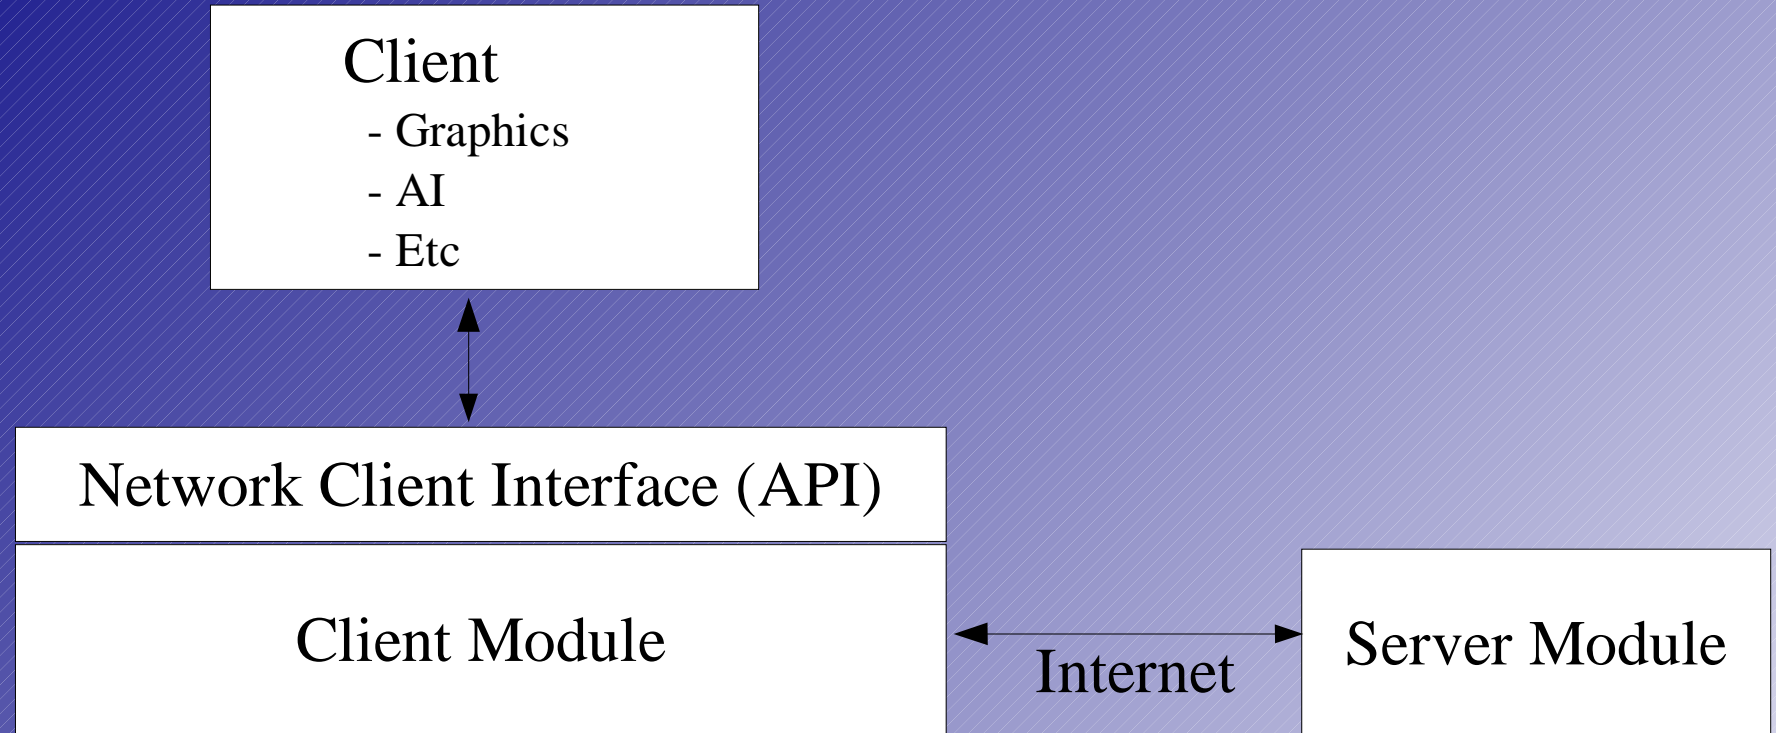 Client
- Graphics
- AI
- Etc
Network Client Interface (API)
Client Module
Internet
Server Module